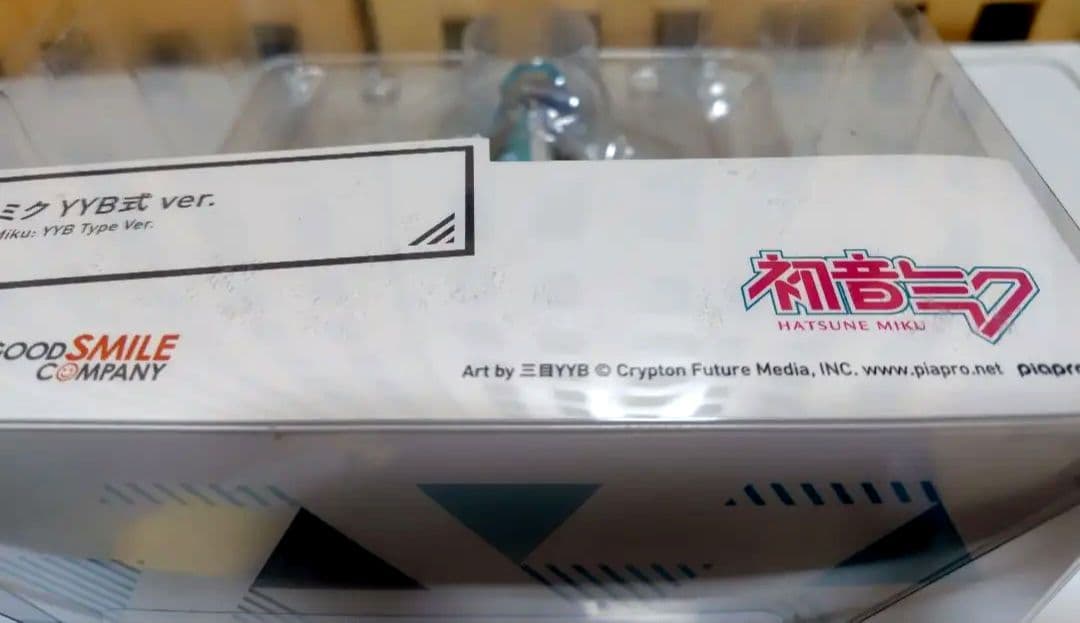 ミク YYB式 ver.
Miku: YYB Type Ver.
GOOD SMILE
COMPANY
初音ミク
HATSUNE MIKU
Art by 三目YYB © Crypton Future Media, INC. www.piapro.net piapro